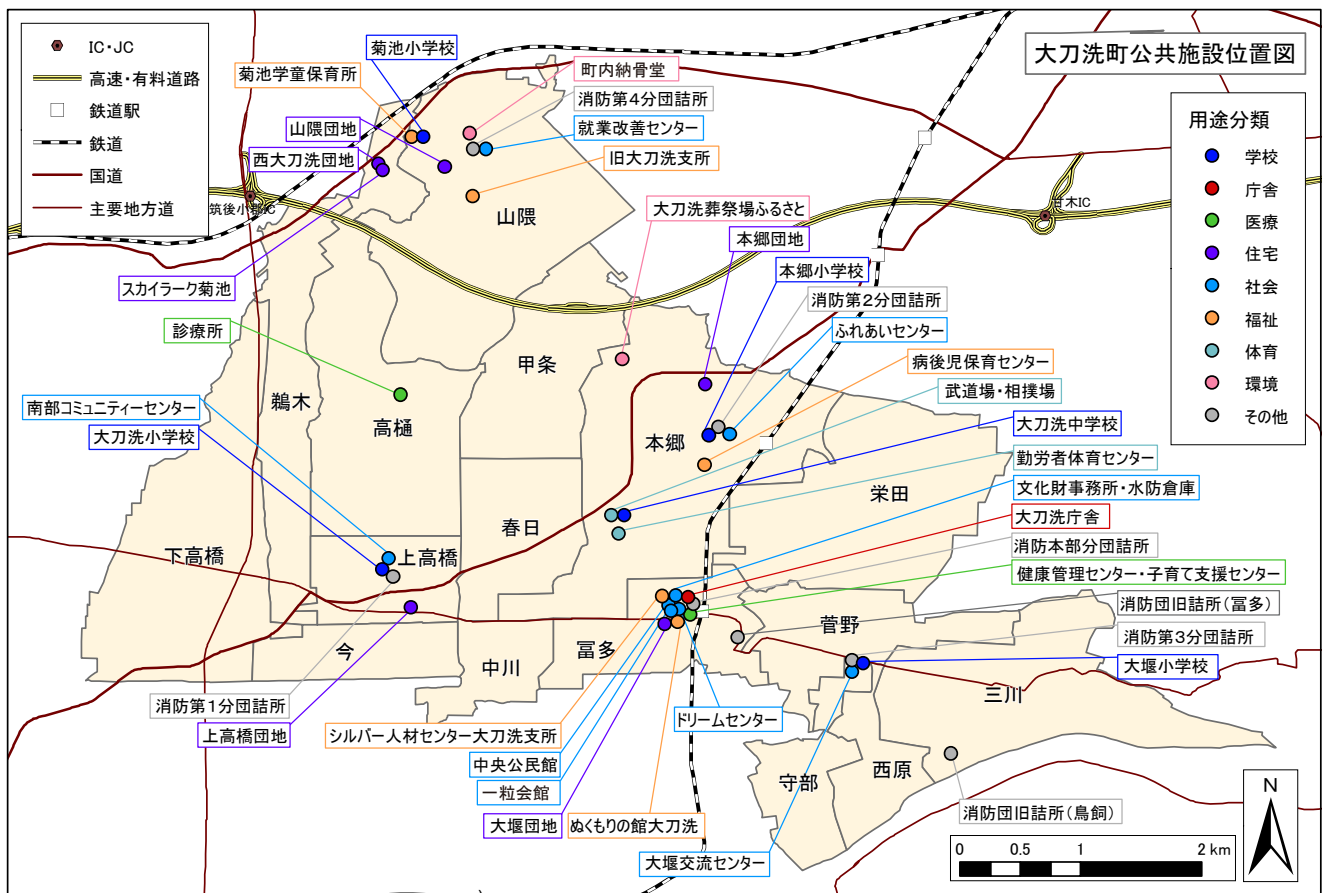 大刀洗町公共施設位置図
IC・JC
高速・有料道路
鉄道駅
鉄道
国道
主要地方道
用途分類
学校
庁舎
医療
住宅
社会
福祉
体育
環境
その他
菊池小学校
菊池学童保育所
町内納骨堂
消防第4分団詰所
山隈団地
就業改善センター
西大刀洗団地
旧大刀洗支所
筑後小郡IC
甘木IC
山隈
大刀洗葬祭場ふるさと
本郷団地
本郷小学校
スカイラーク菊池
消防第2分団詰所
診療所
ふれあいセンター
甲条
病後児保育センター
武道場・相撲場
南部コミュニティーセンター
鵜木
高樋
大刀洗小学校
本郷
大刀洗中学校
勤労者体育センター
文化財事務所・水防倉庫
栄田
大刀洗庁舎
春日
下高橋
上高橋
消防本部分団詰所
健康管理センター・子育て支援センター
消防団旧詰所(冨多)
菅野
消防第3分団詰所
今
中川
冨多
大堰小学校
三川
消防第1分団詰所
上高橋団地
シルバー人材センター大刀洗支所
ドリームセンター
中央公民館
一粒会館
守部
西原
大堰団地
ぬくもりの館大刀洗
消防団旧詰所(鳥飼)
大堰交流センター
N
0 0.5 1 2 km